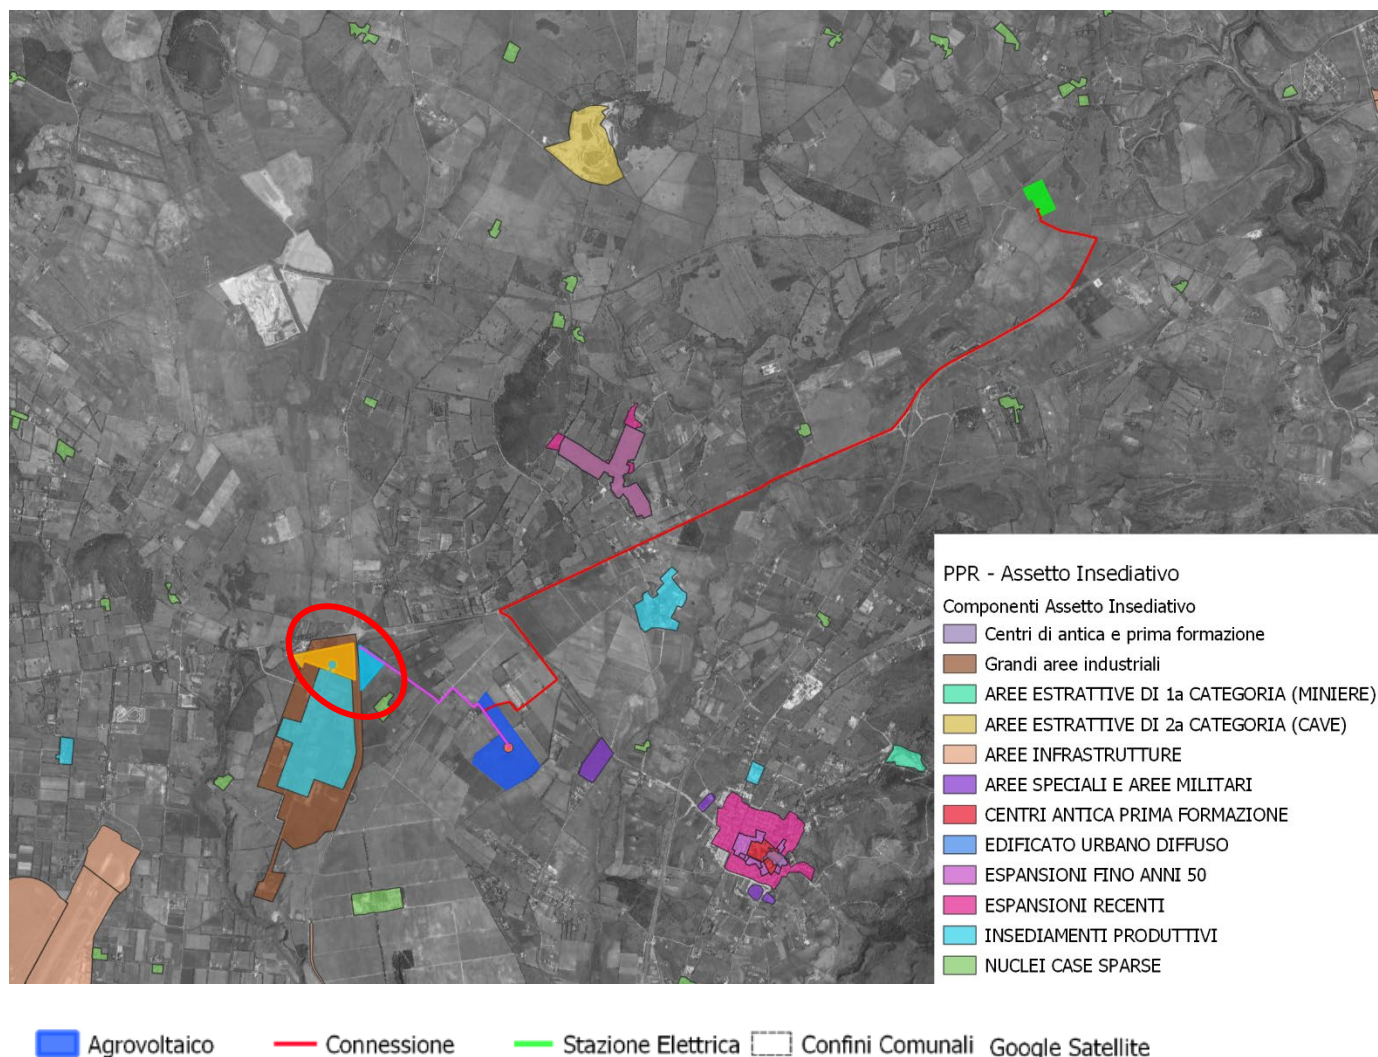 PPR - Assetto Insediativo
Componenti Assetto Insediativo
Centri di antica e prima formazione
Grandi aree industriali
AREE ESTRATTIVE DI 1a CATEGORIA (MINIERE)
AREE ESTRATTIVE DI 2a CATEGORIA (CAVE)
AREE INFRASTRUTTURE
AREE SPECIALI E AREE MILITARI
CENTRI ANTICA PRIMA FORMAZIONE
EDIFICATO URBANO DIFFUSO
ESPANSIONI FINO ANNI 50
ESPANSIONI RECENTI
INSEDIAMENTI PRODUTTIVI
NUCLEI CASE SPARSE
Agrovoltaico Connessione Stazione Elettrica Confini Comunali Google Satellite